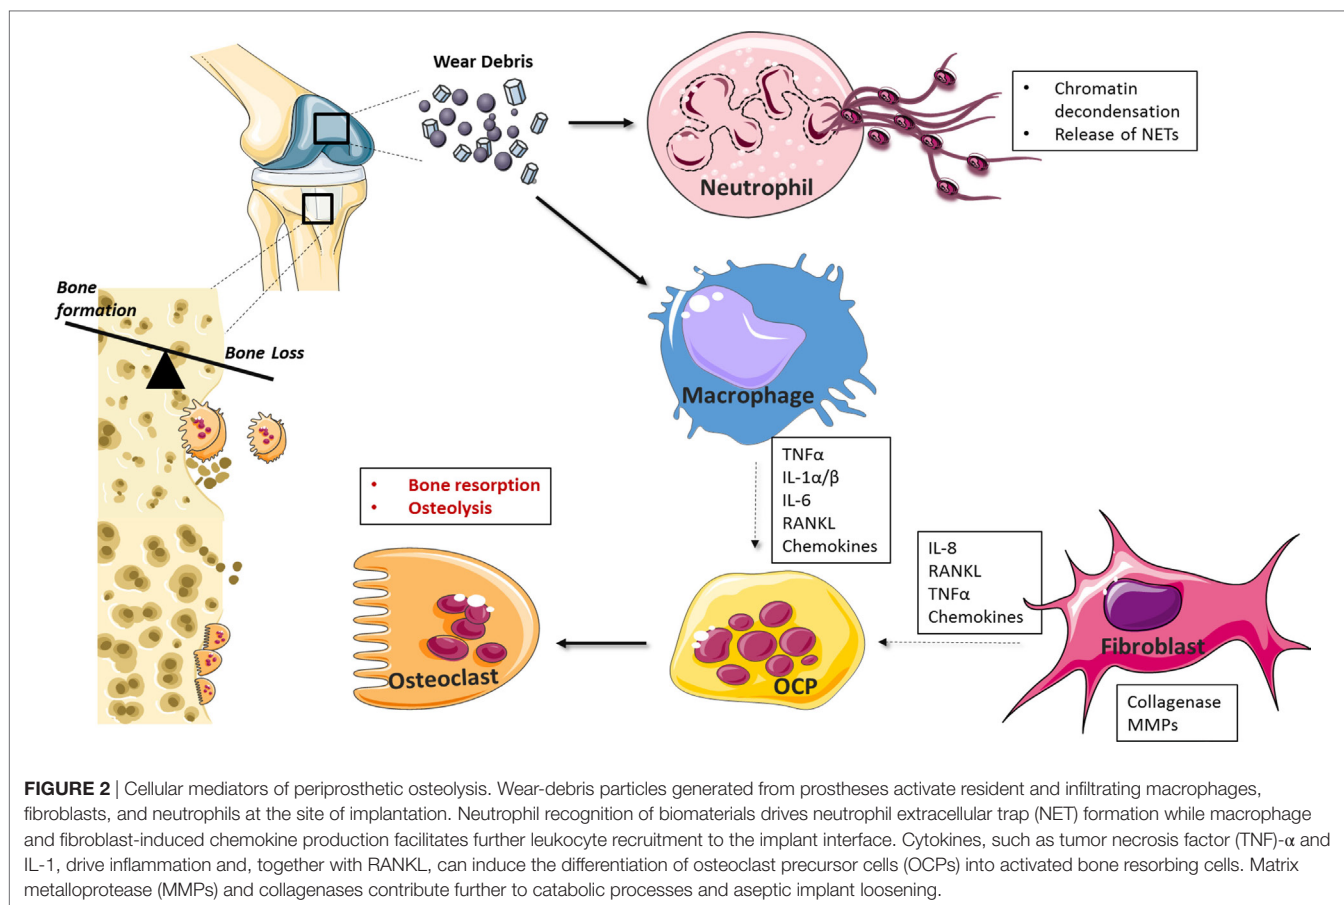 Wear Debris
• Chromatin
decondensation
• Release of NETs
Neutrophil
Bone
formation
Bone Loss
Macrophage
TNFα
IL-1α/β
IL-6
RANKL
Chemokines
• Bone resorption
• Osteolysis
IL-8
RANKL
TNFα
Chemokines
Fibroblast
Osteoclast
OCP
Collagenase
MMPs
FIGURE 2 | Cellular mediators of periprosthetic osteolysis. Wear-debris particles generated from prostheses activate resident and infiltrating macrophages,
fibroblasts, and neutrophils at the site of implantation. Neutrophil recognition of biomaterials drives neutrophil extracellular trap (NET) formation while macrophage
and fibroblast-induced chemokine production facilitates further leukocyte recruitment to the implant interface. Cytokines, such as tumor necrosis factor (TNF)-α and
IL-1, drive inflammation and, together with RANKL, can induce the differentiation of osteoclast precursor cells (OCPs) into activated bone resorbing cells. Matrix
metalloprotease (MMPs) and collagenases contribute further to catabolic processes and aseptic implant loosening.